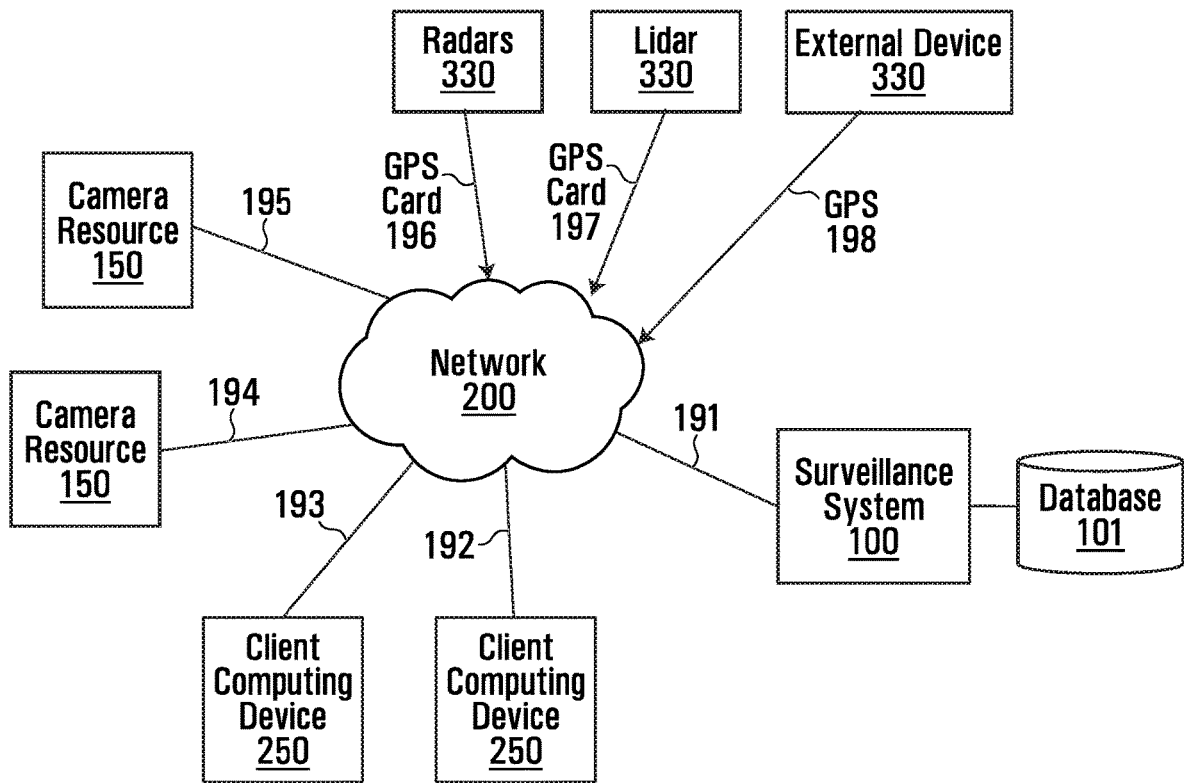 Radars
330
Lidar
330
External Device
330
GPS
Card
196
GPS
Card
197
GPS
198
Camera
Resource
150
195
Network
200
Camera
Resource
150
194
191
Surveillance
System
100
Database
101
193
192
Client
Computing
Device
250
Client
Computing
Device
250